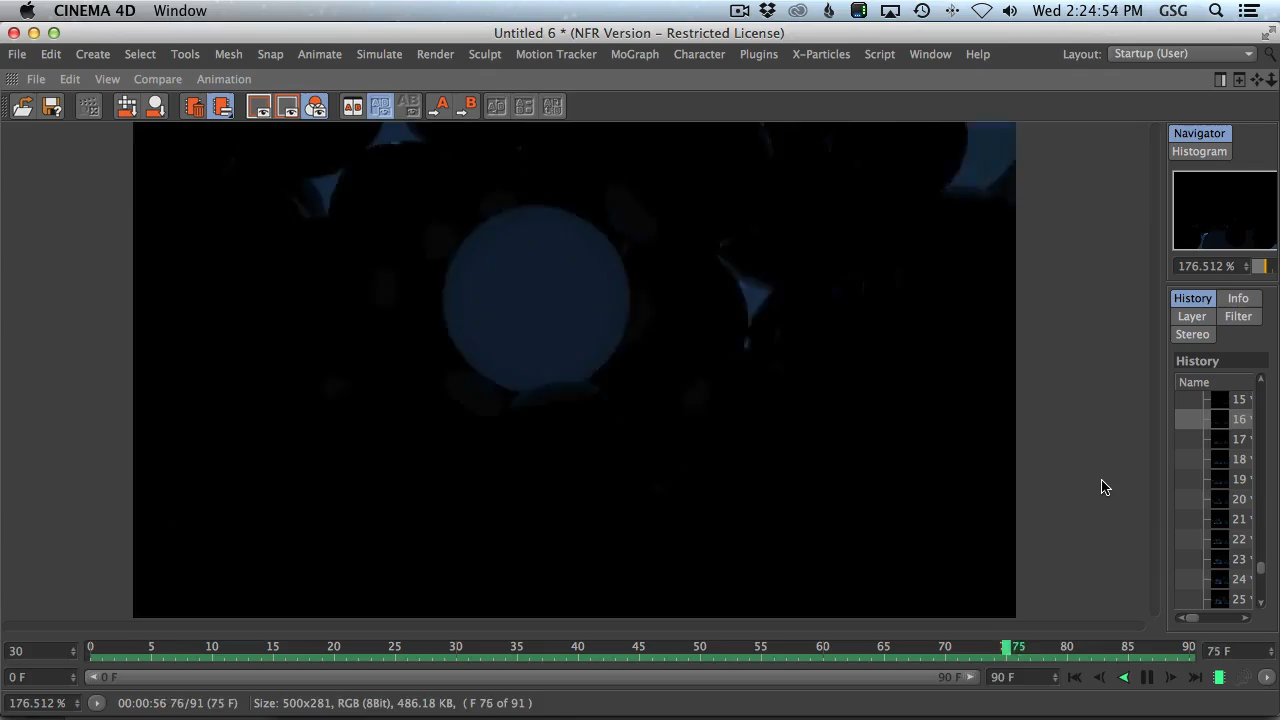 CINEMA 4D Window Wed 2:24:54 PM GSG
Untitled 6 * (NFR Version - Restricted License)
File Edit Create Select Tools Mesh Snap Animate Simulate Render Sculpt Motion Tracker MoGraph Character Plugins X-Particles Script Window Help Layout: Startup (User)
File Edit View Compare Animation
AB AB AB A B
Navigator
Histogram
176.512 %
History Info
Layer Filter
Stereo
History
Name
15
16
17
18
19
20
21
22
23
24
25
30 0 5 10 15 20 25 30 35 40 45 50 55 60 65 70 75 80 85 90 75 F
0 F 0 F 90 F 90 F
176.512 % 00:00:56 76/91 (75 F) Size: 500x281, RGB (8Bit), 486.18 KB, ( F 76 of 91 )